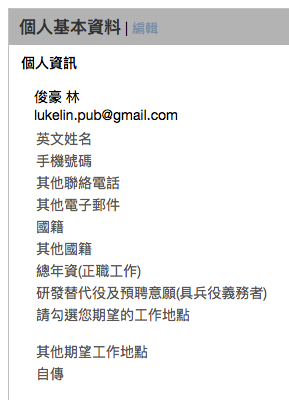 個人基本資料 | 編輯
個人資訊
俊豪 林
lukelin.pub@gmail.com
英文姓名
手機號碼
其他聯絡電話
其他電子郵件
國籍
其他國籍
總年資(正職工作)
研發替代役及預聘意願(具兵役義務者)
請勾選您期望的工作地點
其他期望工作地點
自傳